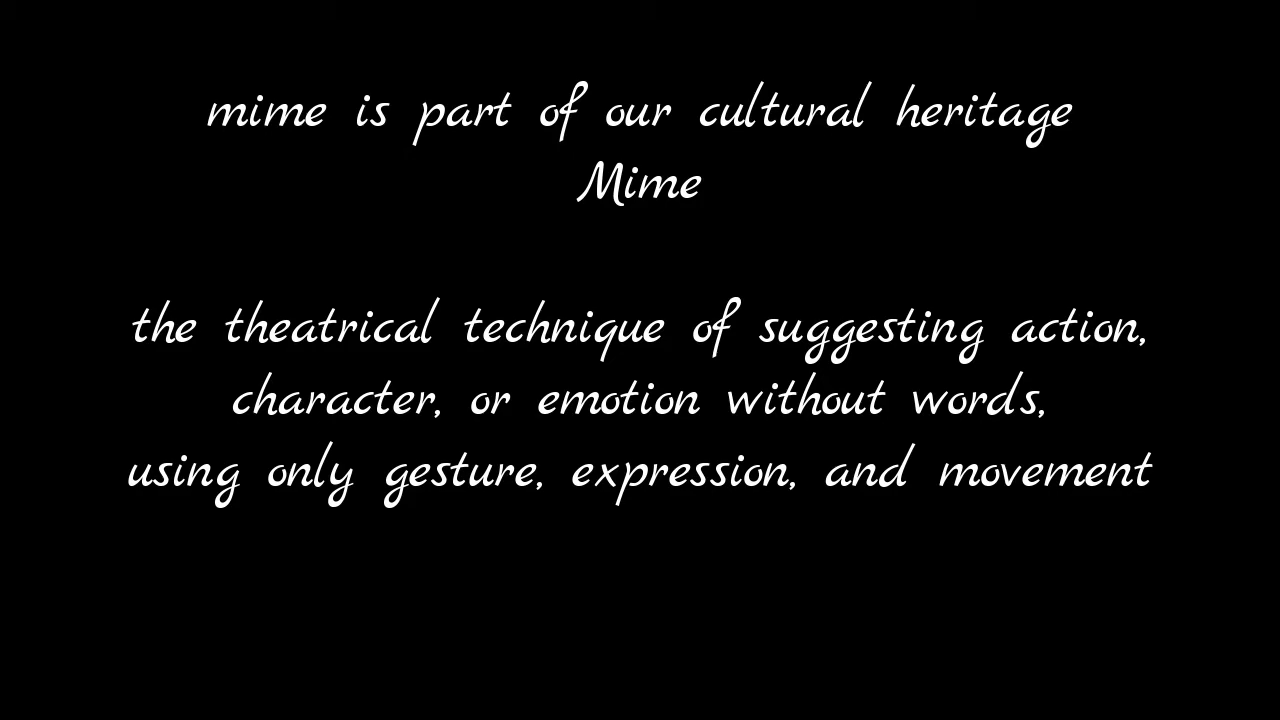 mime is part of our cultural heritage
Mime
the theatrical technique of suggesting action,
character, or emotion without words,
using only gesture, expression, and movement